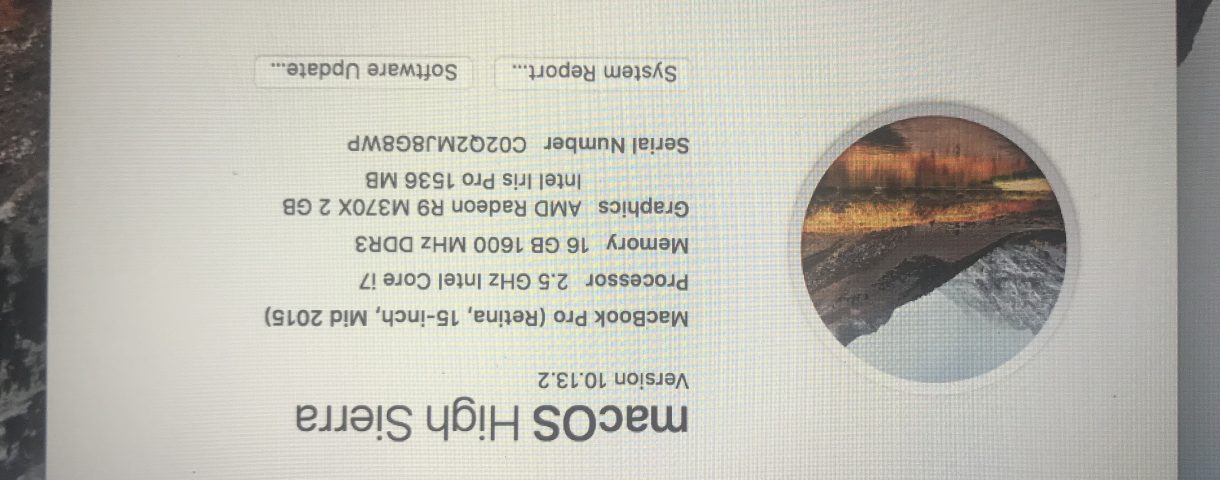 macOS High Sierra
Version 10.13.2
MacBook Pro (Retina, 15-inch, Mid 2015)
Processor 2.5 GHz Intel Core i7
Memory 16 GB 1600 MHz DDR3
Graphics AMD Radeon R9 M370X 2 GB
Intel Iris Pro 1536 MB
Serial Number C02Q2MJ8G8WP
System Report...
Software Update...